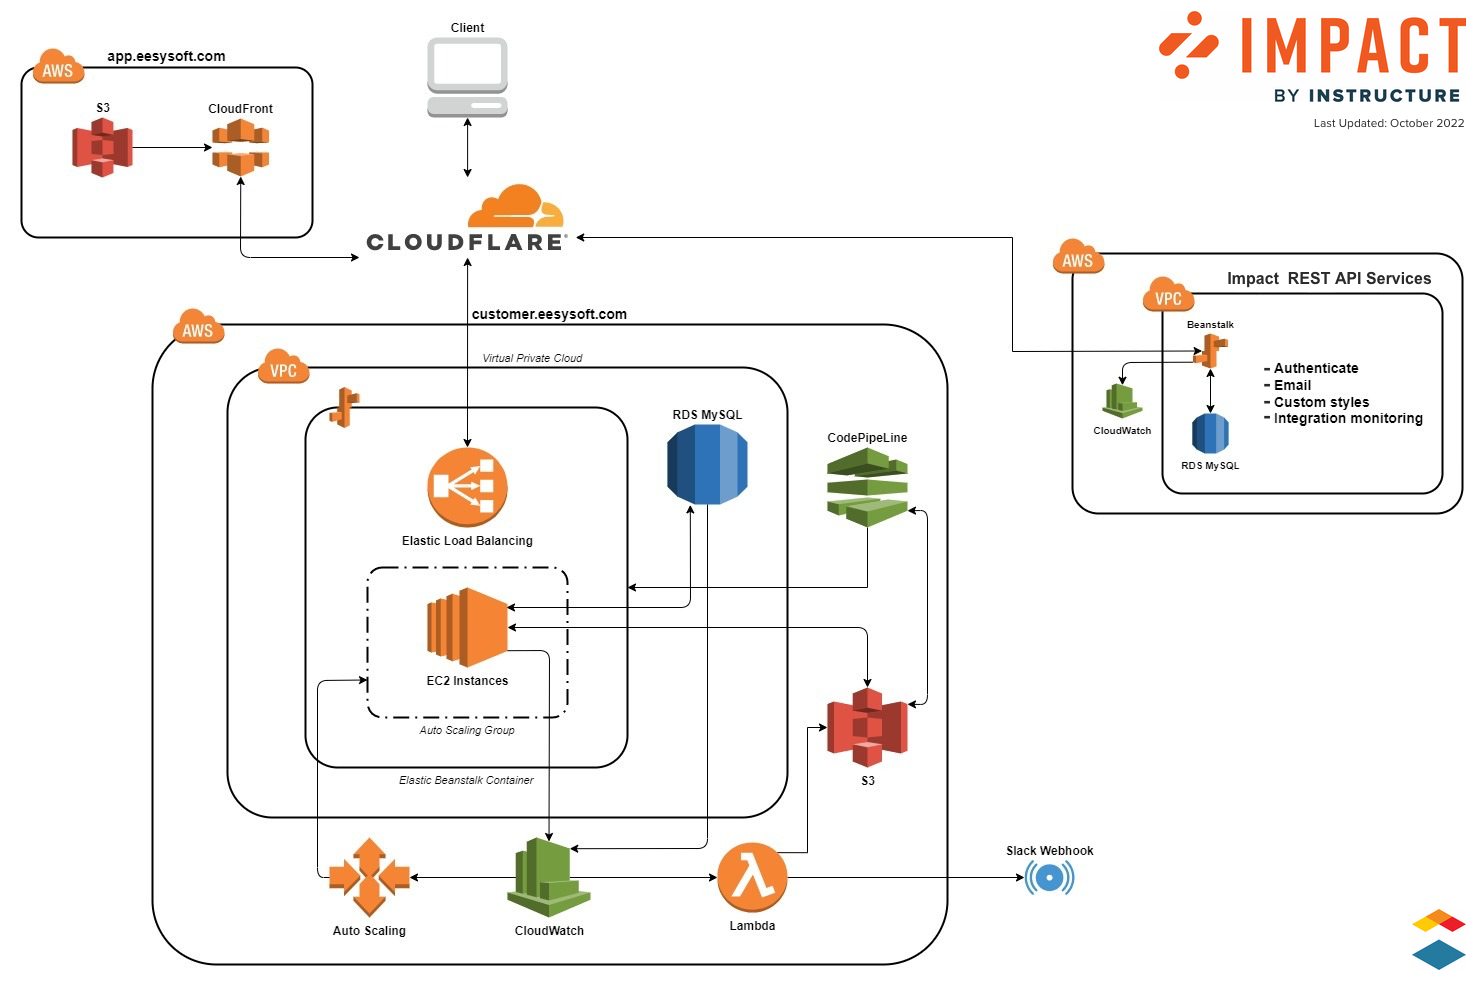 Client
app.eesysoft.com
AWS
S3
CloudFront
IMPACT
BY INSTRUCTURE
Last Updated: October 2022
CLOUDFLARE®
AWS
Impact REST API Services
VPC
Beanstalk
- Authenticate
- Email
- Custom styles
- Integration monitoring
CloudWatch
RDS MySQL
customer.eesysoft.com
AWS
Virtual Private Cloud
VPC
RDS MySQL
CodePipeLine
Elastic Load Balancing
EC2 Instances
Auto Scaling Group
Elastic Beanstalk Container
S3
Slack Webhook
Auto Scaling
CloudWatch
λ
Lambda